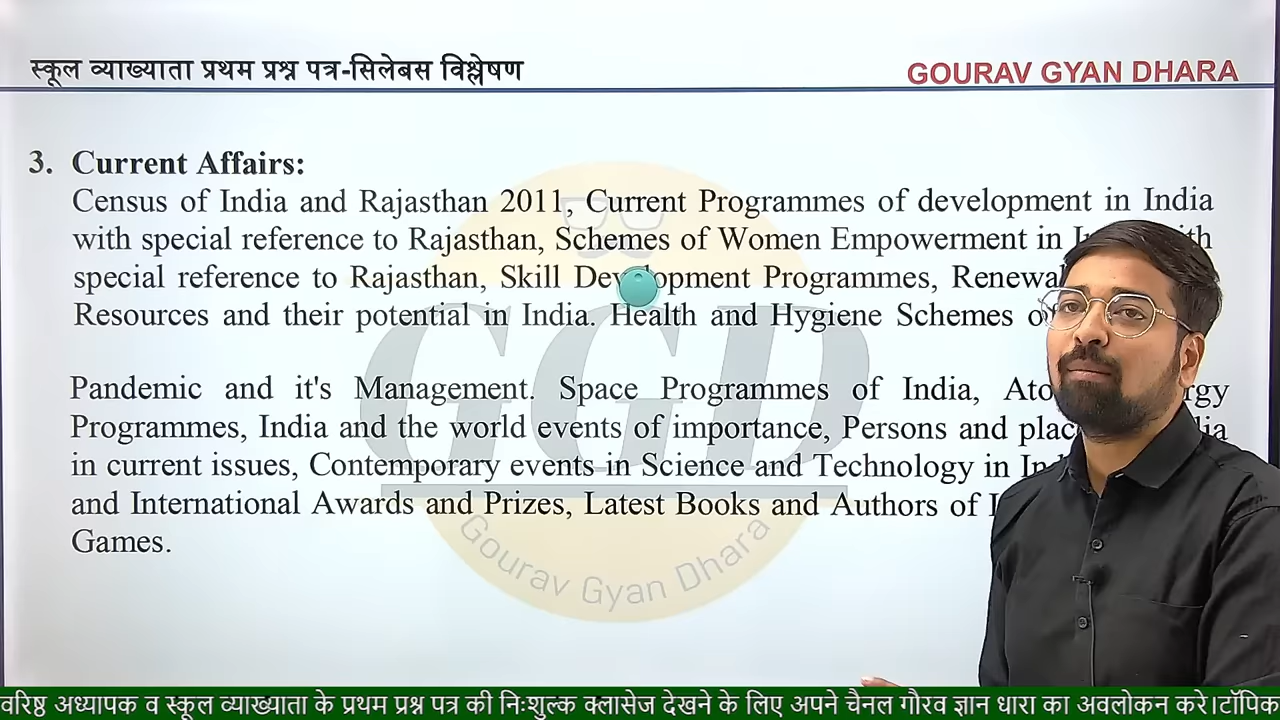 स्कूल व्याख्याता प्रथम प्रश्न पत्र-सिलेबस विश्लेषण
GOURAV GYAN DHARA
3. Current Affairs:
Census of India and Rajasthan 2011, Current Programmes of development in India
with special reference to Rajasthan, Schemes of Women Empowerment in
special reference to Rajasthan, Skill Development Programmes,
Resources and their potential in India. Health and Hygiene Schemes
Pandemic and it's Management. Space Programmes of India,
Programmes, India and the world events of importance, Persons and
in current issues, Contemporary events in Science and Technology in
and International Awards and Prizes, Latest Books and Authors of
Games.
GGD
Gourav Gyan Dhara
वरिष्ठ अध्यापक व स्कूल व्याख्याता के प्रथम प्रश्न पत्र की निःशुल्क क्लासेज देखने के लिए अपने चैनल गौरव ज्ञान धारा का अवलोकन करे।टॉपिक